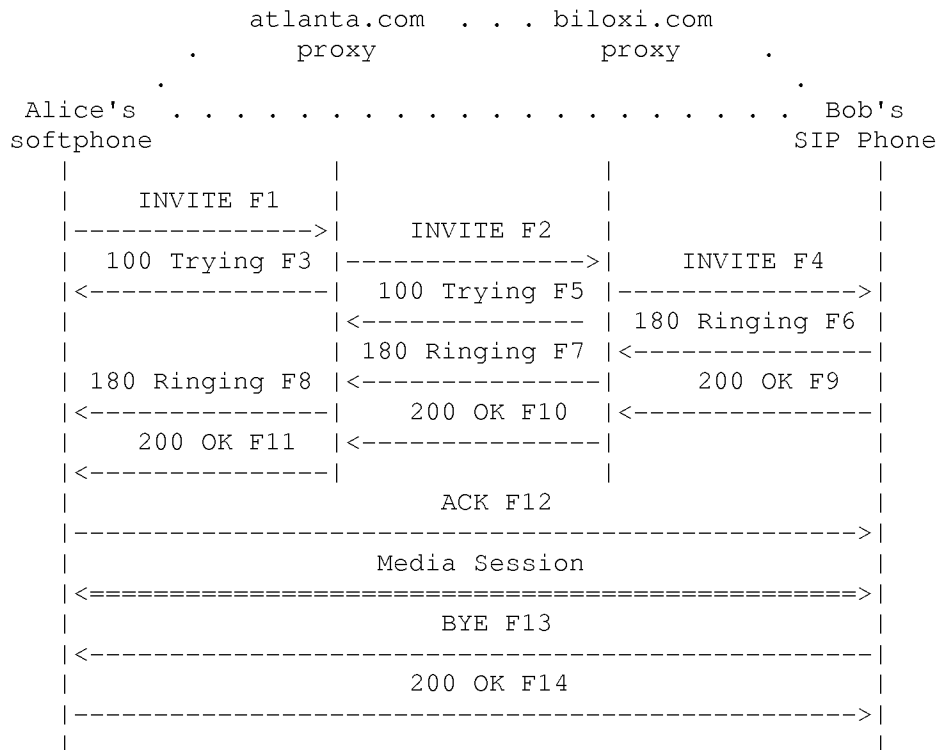 atlanta.com . . . biloxi.com
. proxy proxy .
. .
Alice's . . . . . . . . . . . . . . . . . . . . Bob's
softphone SIP Phone
| | | |
| INVITE F1 | | |
|--------------->| INVITE F2 | |
| 100 Trying F3 |--------------->| INVITE F4 |
|<---------------| 100 Trying F5 |--------------->|
| |<-------------- | 180 Ringing F6 |
| | 180 Ringing F7 |<---------------|
| 180 Ringing F8 |<---------------| 200 OK F9 |
|<---------------| 200 OK F10 |<---------------|
| 200 OK F11 |<---------------| |
|<---------------| | |
| ACK F12 |
|------------------------------------------------->|
| Media Session |
|<================================================>|
| BYE F13 |
|<-------------------------------------------------|
| 200 OK F14 |
|------------------------------------------------->|
| |